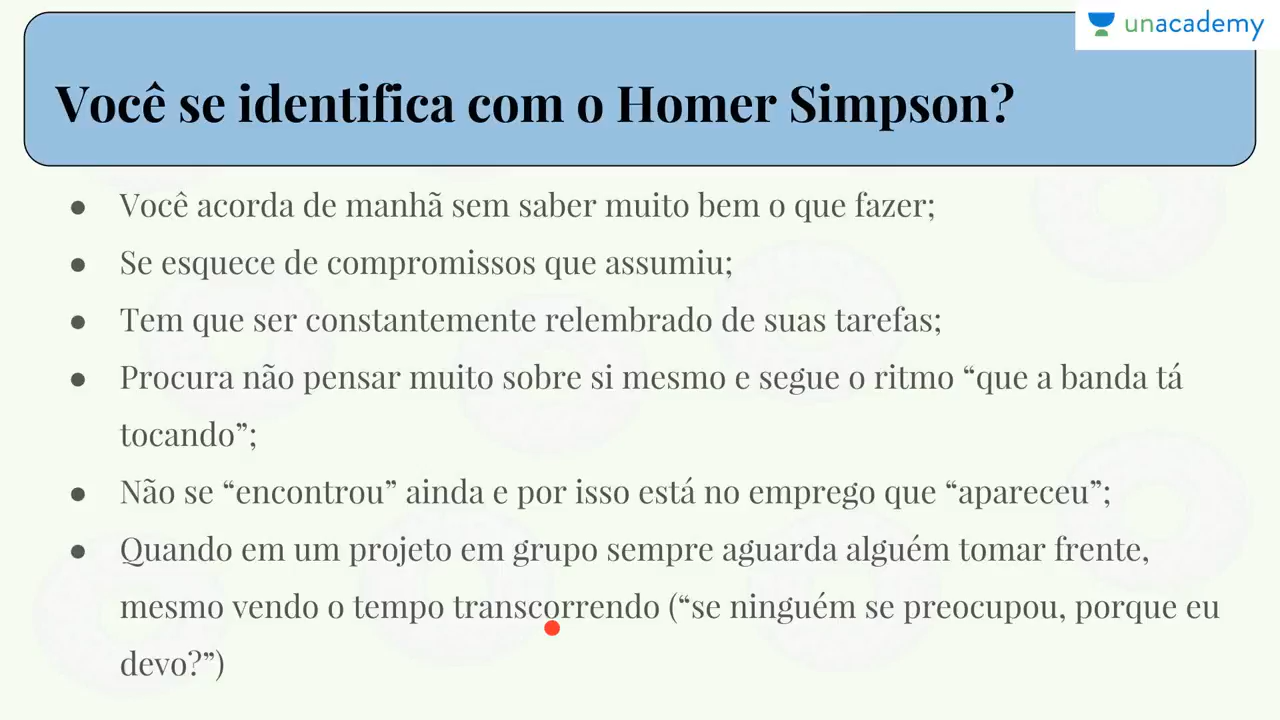 unacademy
Você se identifica com o Homer Simpson?
● Você acorda de manhã sem saber muito bem o que fazer;
● Se esquece de compromissos que assumiu;
● Tem que ser constantemente relembrado de suas tarefas;
● Procura não pensar muito sobre si mesmo e segue o ritmo “que a banda tá
tocando”;
● Não se “encontrou” ainda e por isso está no emprego que “apareceu”;
● Quando em um projeto em grupo sempre aguarda alguém tomar frente,
mesmo vendo o tempo transcorrendo (“se ninguém se preocupou, porque eu
devo?”)